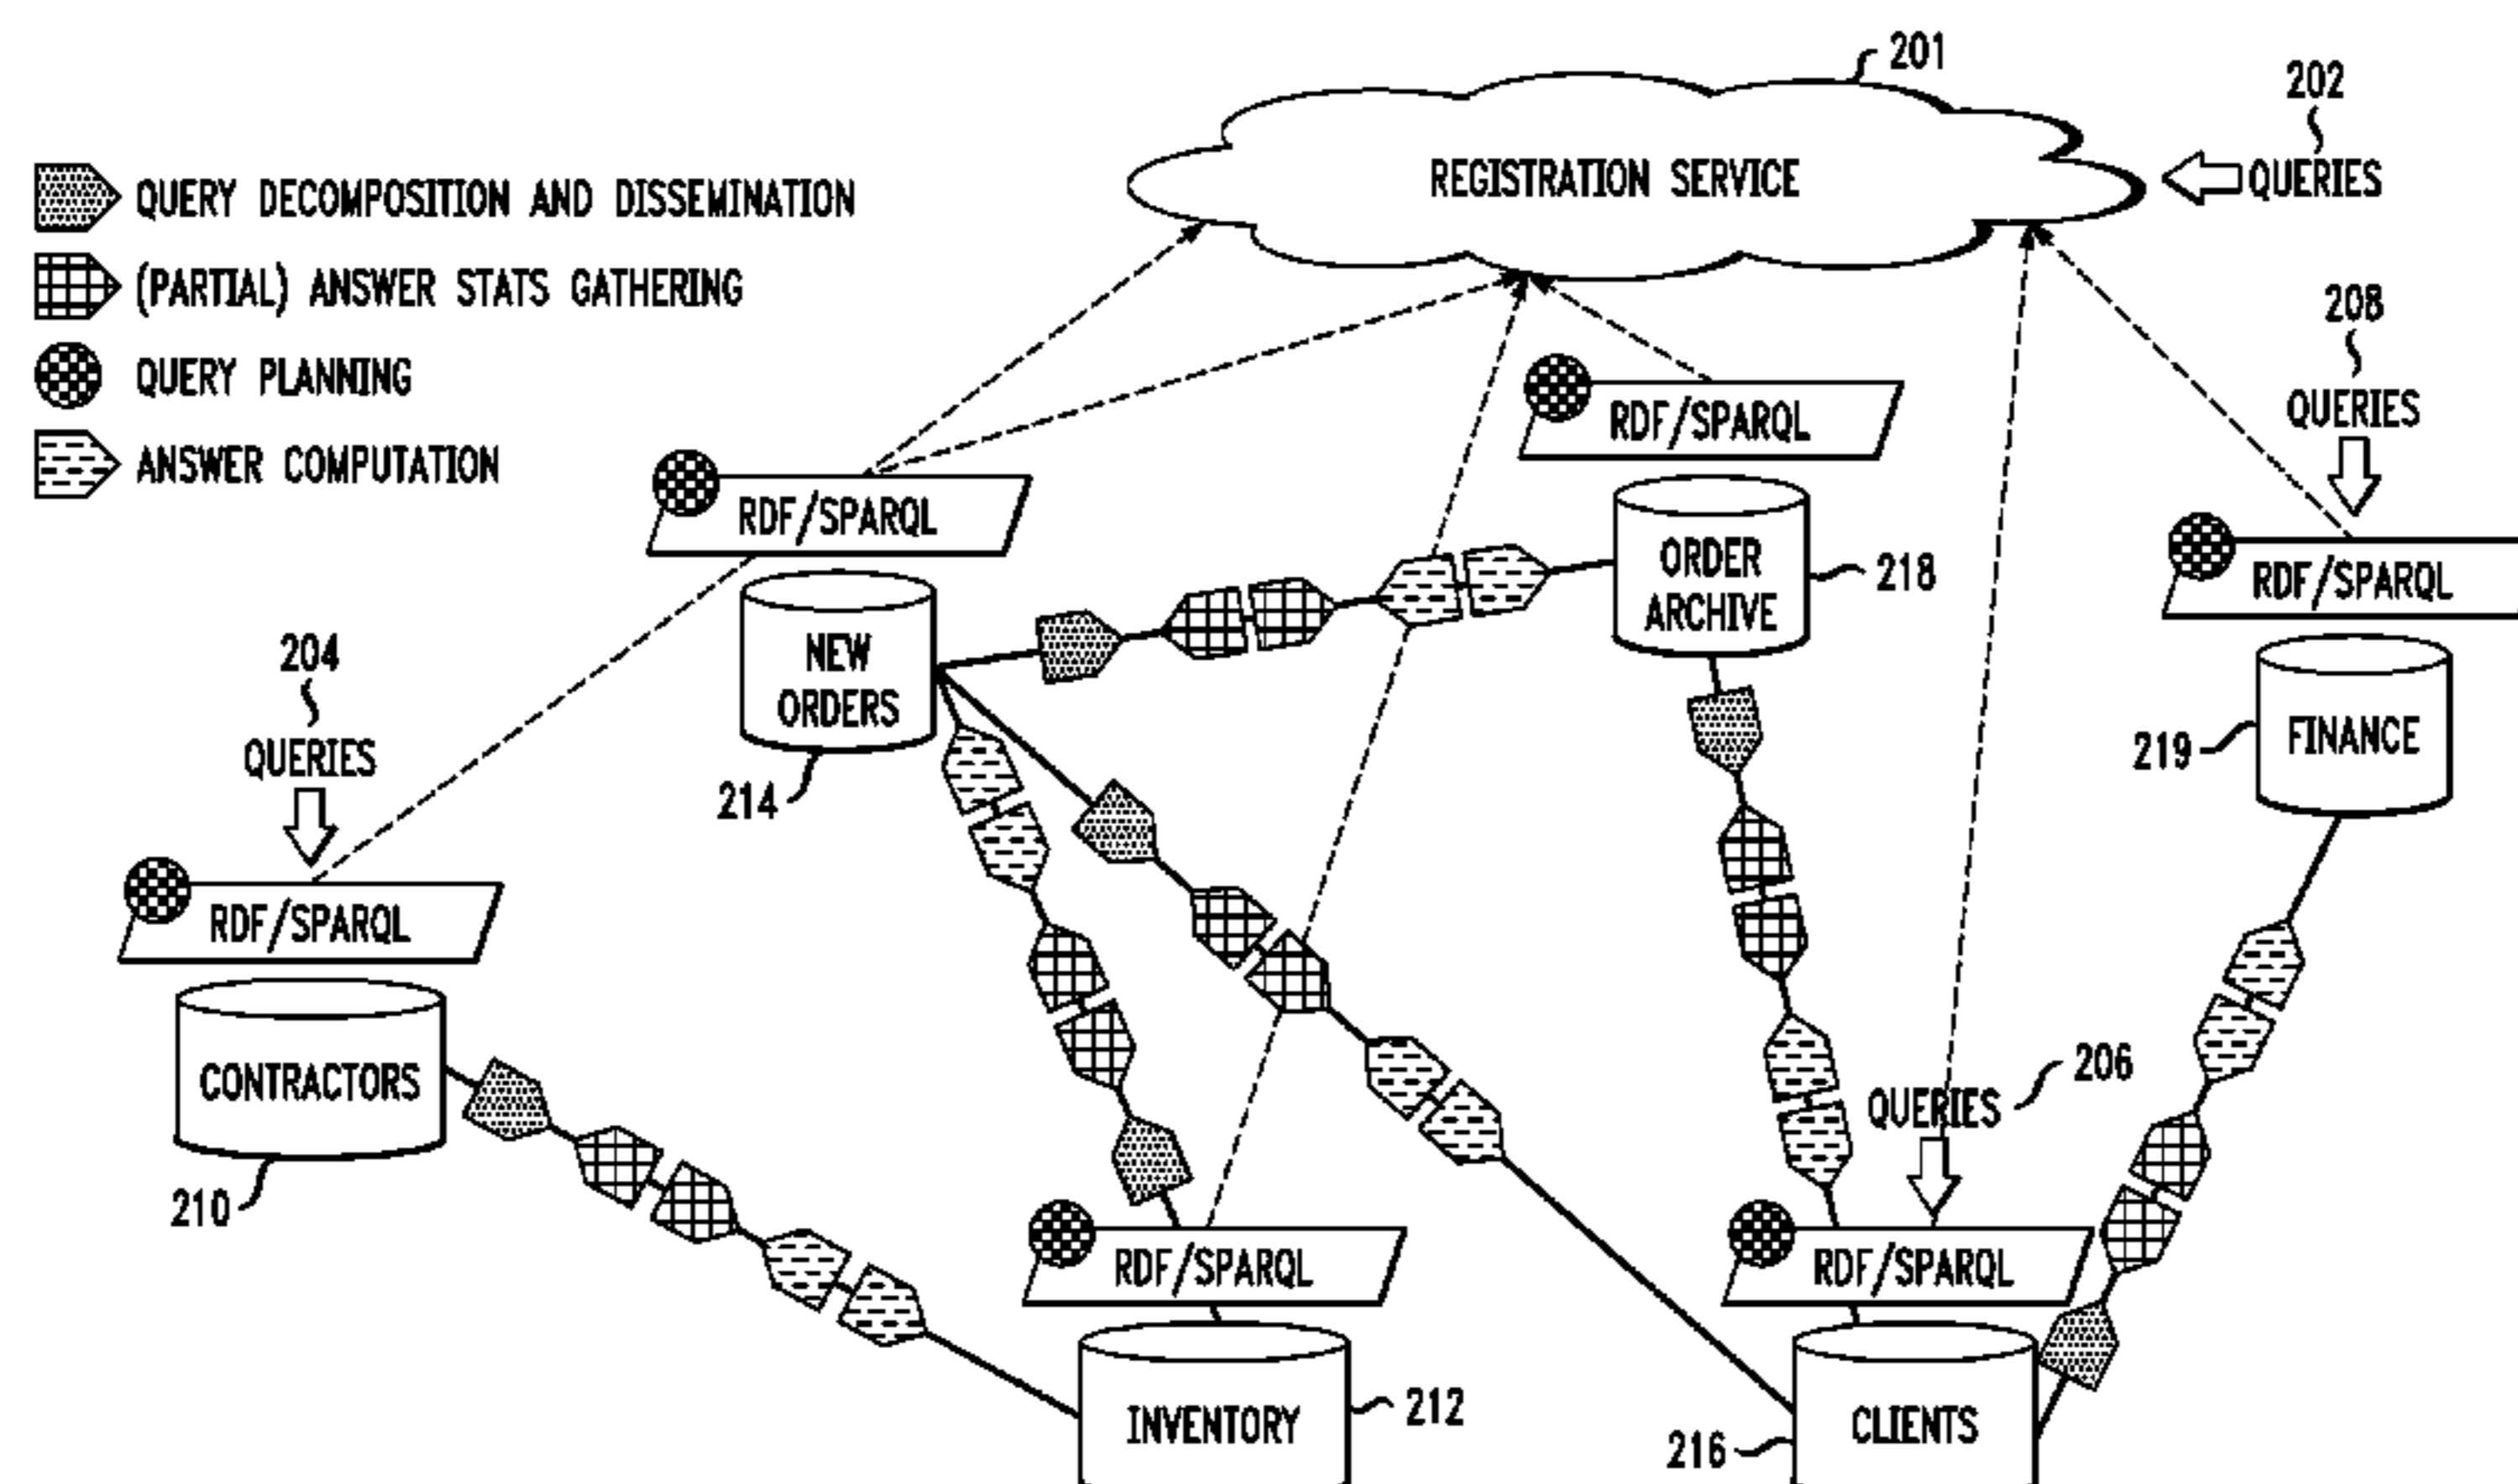 201
202
REGISTRATION SERVICE
QUERIES
QUERY DECOMPOSITION AND DISSEMINATION
(PARTIAL) ANSWER STATS GATHERING
QUERY PLANNING
ANSWER COMPUTATION
208
QUERIES
RDF/SPARQL
RDF/SPARQL
ORDER
ARCHIVE
218
RDF/SPARQL
NEW
ORDERS
214
204
QUERIES
219
FINANCE
RDF/SPARQL
CONTRACTORS
210
206
QUERIES
RDF/SPARQL
RDF/SPARQL
INVENTORY
212
CLIENTS
216